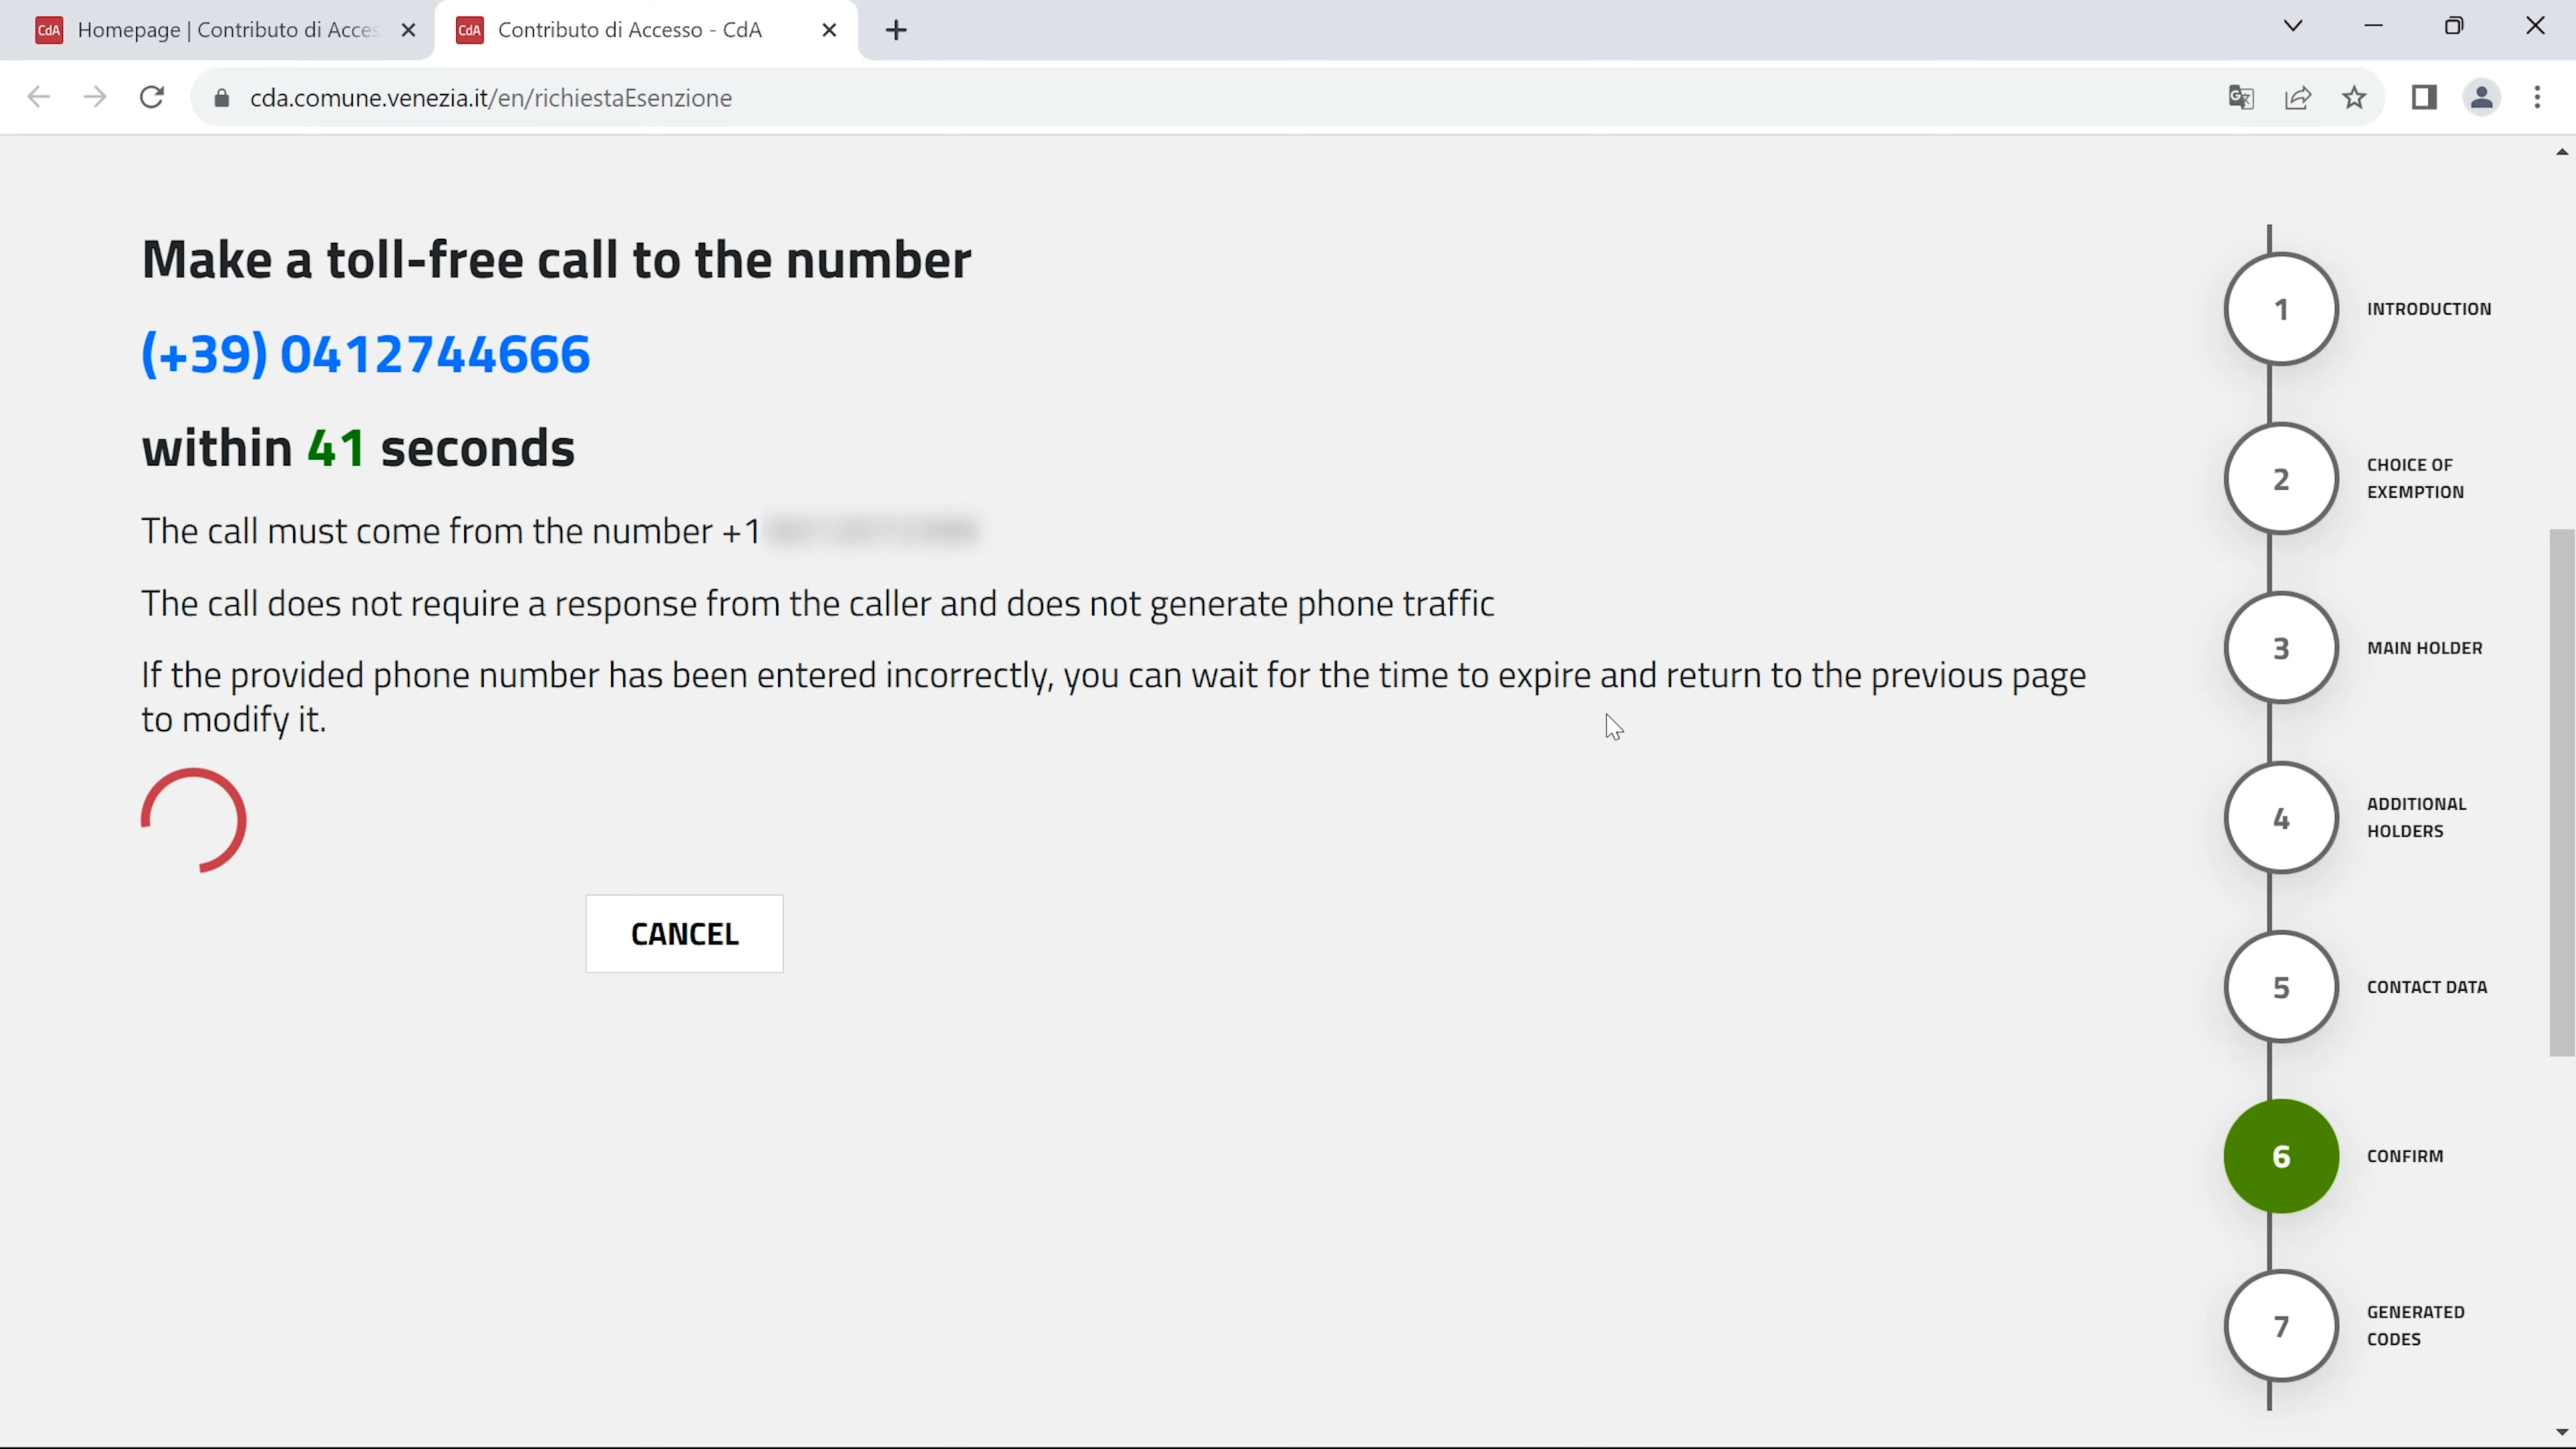 CdA Homepage | Contributo di Acces
CdA Contributo di Accesso - CdA
cda.comune.venezia.it/en/richiestaEsenzione
Make a toll-free call to the number
(+39) 0412744666
within 41 seconds
The call must come from the number +1
The call does not require a response from the caller and does not generate phone traffic
If the provided phone number has been entered incorrectly, you can wait for the time to expire and return to the previous page
to modify it.
CANCEL
1 INTRODUCTION
2 CHOICE OF
EXEMPTION
3 MAIN HOLDER
4 ADDITIONAL
HOLDERS
5 CONTACT DATA
6 CONFIRM
7 GENERATED
CODES